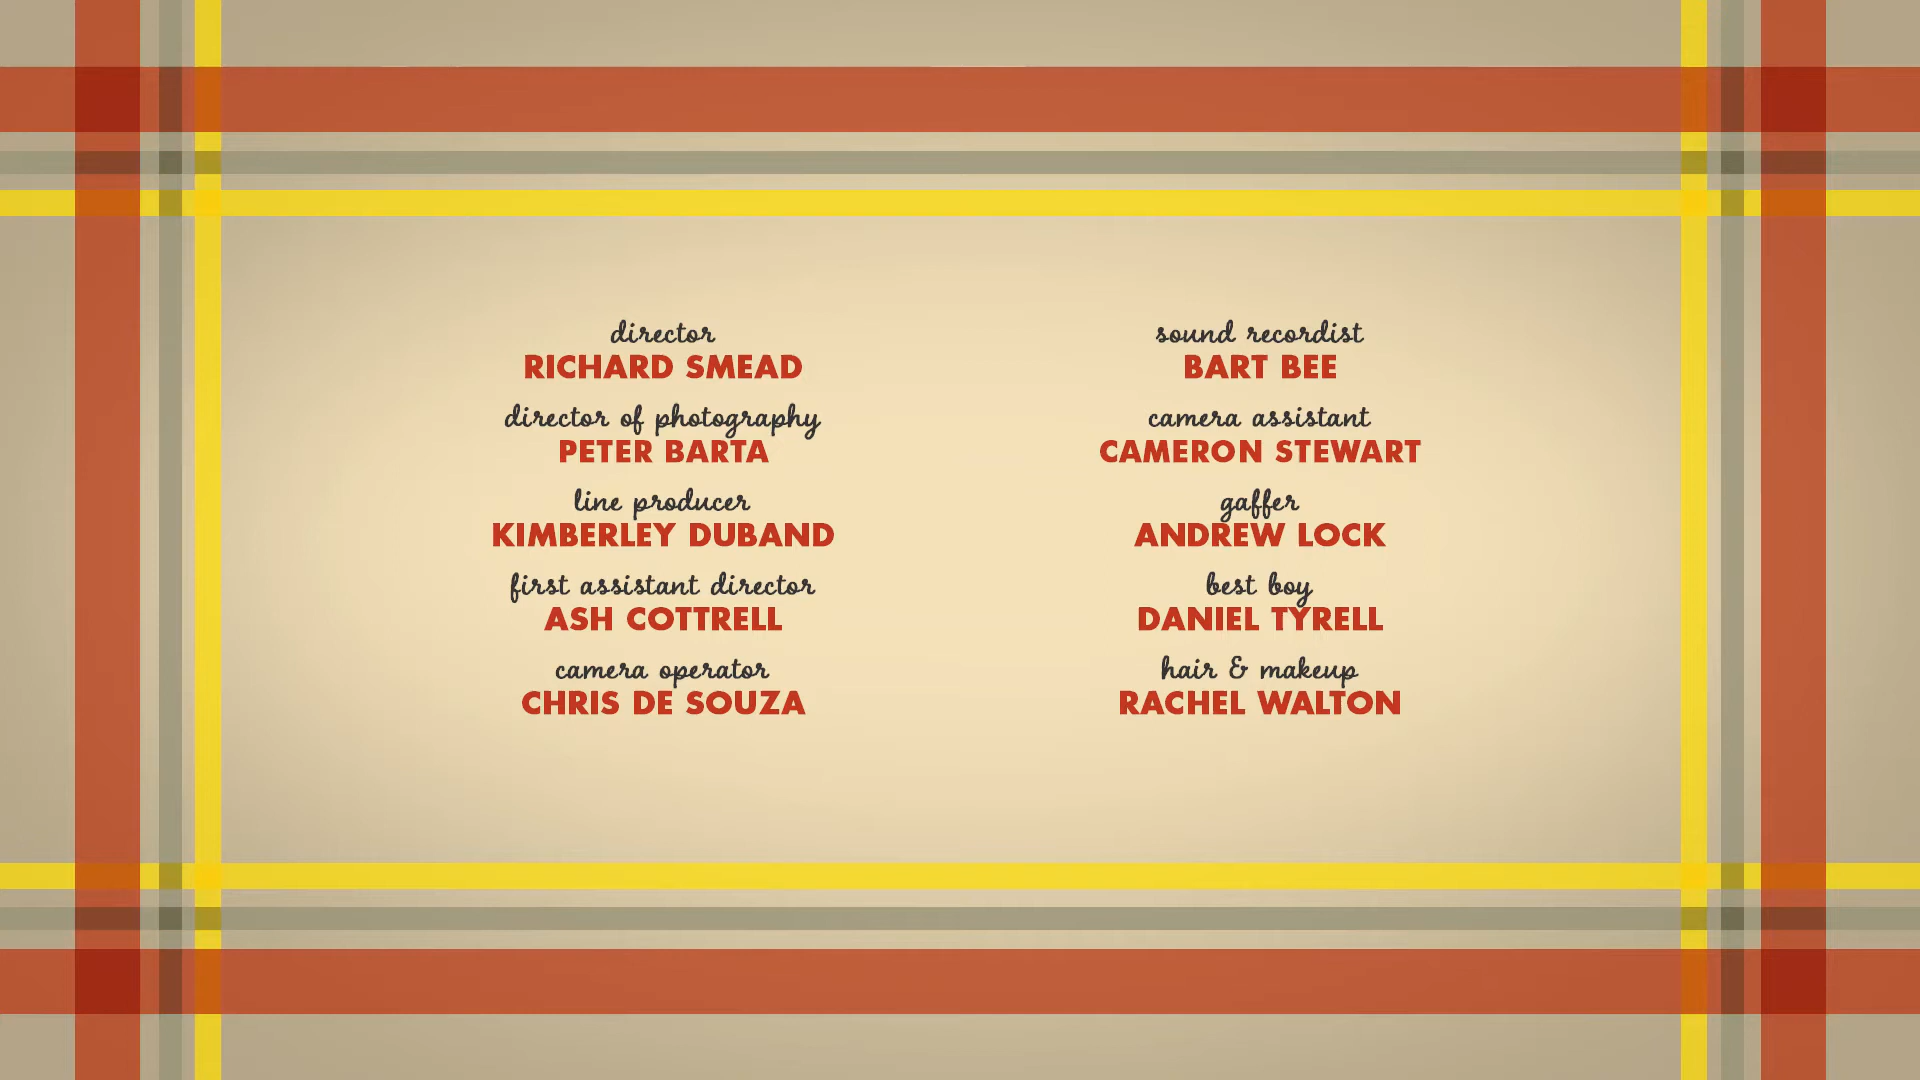 director
RICHARD SMEAD
director of photography
PETER BARTA
line producer
KIMBERLEY DUBAND
first assistant director
ASH COTTRELL
camera operator
CHRIS DE SOUZA
sound recordist
BART BEE
camera assistant
CAMERON STEWART
gaffer
ANDREW LOCK
best boy
DANIEL TYRELL
hair & makeup
RACHEL WALTON